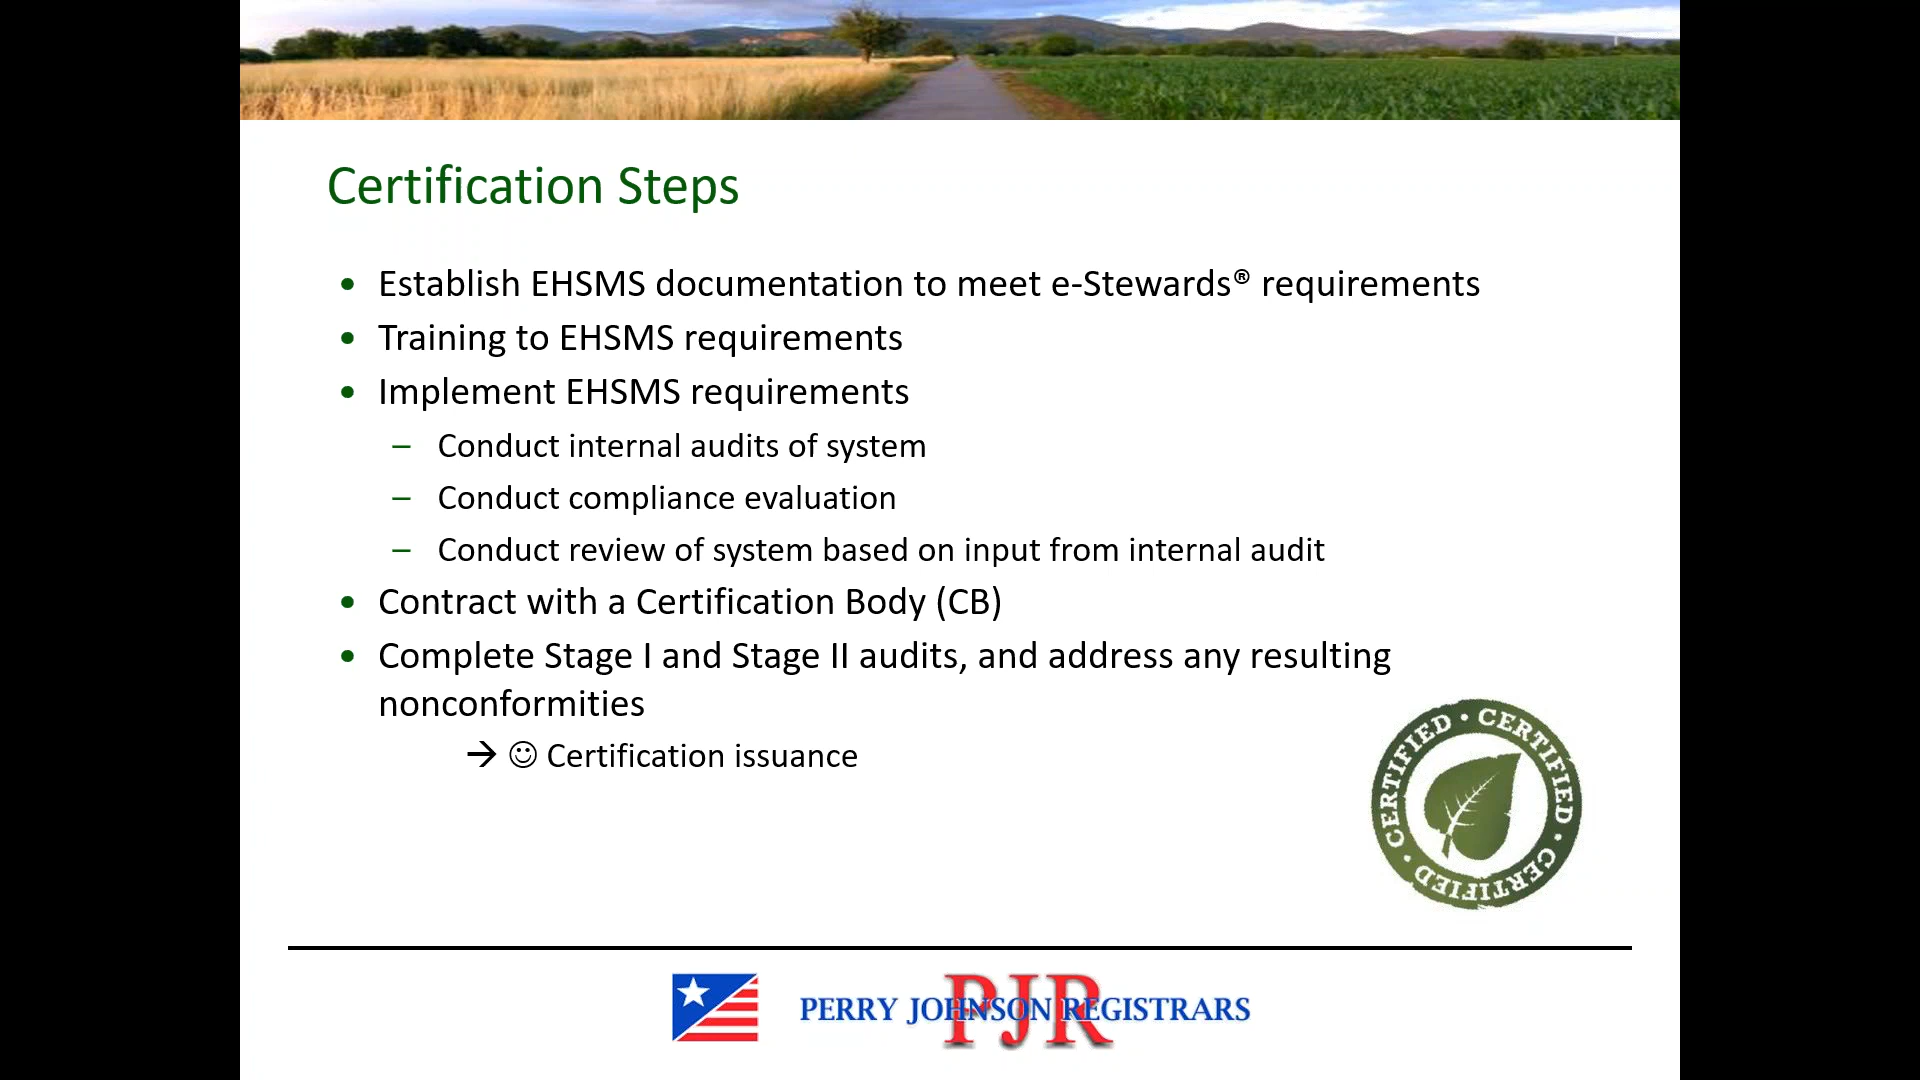 Certification Steps
• Establish EHSMS documentation to meet e-Stewards® requirements
• Training to EHSMS requirements
• Implement EHSMS requirements
– Conduct internal audits of system
– Conduct compliance evaluation
– Conduct review of system based on input from internal audit
• Contract with a Certification Body (CB)
• Complete Stage I and Stage II audits, and address any resulting
nonconformities
→ ☺ Certification issuance
CERTIFIED • CERTIFIED • CERTIFIED •
PJR
PERRY JOHNSON REGISTRARS